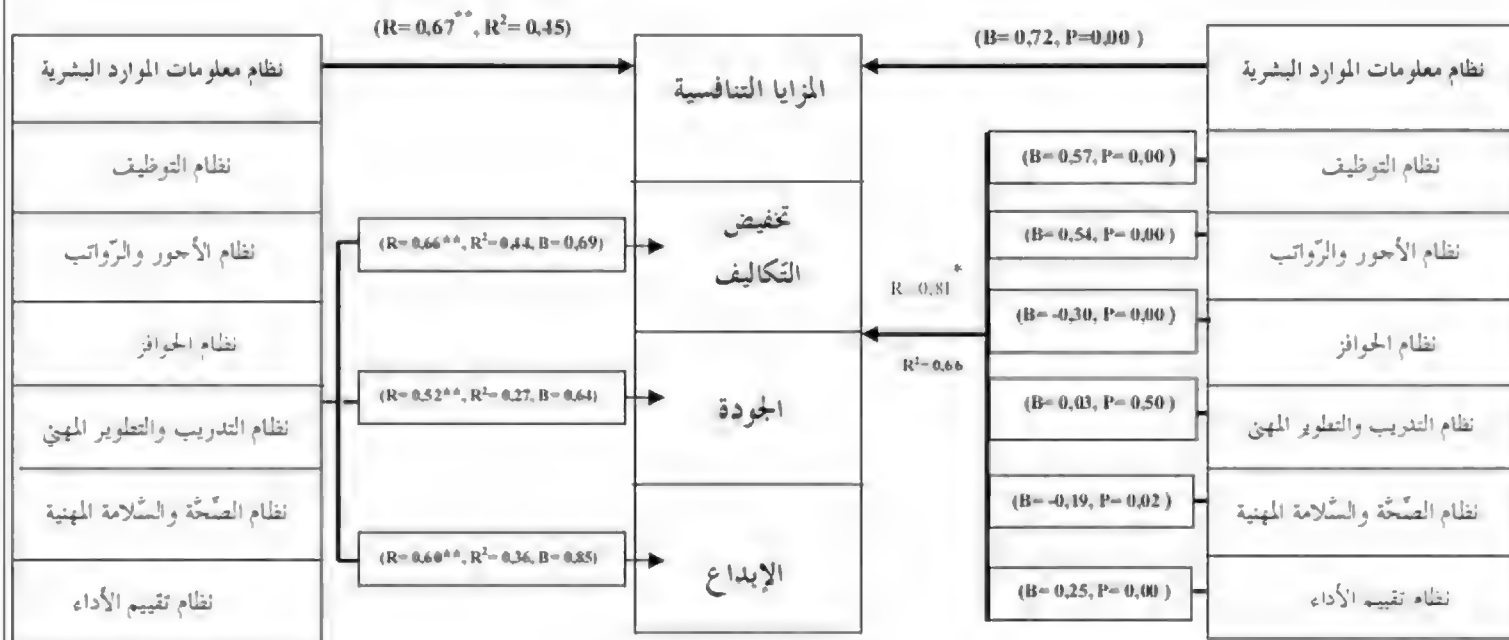 (R= 0,67**, R²= 0,45)
(B= 0,72, P=0,00 )
نظام معلومات الموارد البشرية
نظام التوظيف
نظام الأجور والرّواتب
نظام الحوافز
نظام التدريب والتطوير المهني
نظام الصّحّة والسّلامة المهنية
نظام تقييم الأداء
(R= 0,66**, R²= 0,44, B= 0,69)
(R= 0,52**, R²= 0,27, B= 0,64)
(R= 0,60**, R²= 0,36, B= 0,85)
المزايا التنافسية
تخفيض
التّكاليف
الجودة
الإبداع
R=0,81*
R²= 0,66
(B= 0,57, P= 0,00 )
(B= 0,54, P= 0,00 )
(B= -0,30, P= 0,00 )
(B= 0,03, P= 0,50 )
(B= -0,19, P= 0,02 )
(B= 0,25, P= 0,00 )
نظام معلومات الموارد البشرية
نظام التوظيف
نظام الأجور والرّواتب
نظام الحوافز
نظام التدريب والتطوير المهني
نظام الصّحّة والسّلامة المهنية
نظام تقييم الأداء